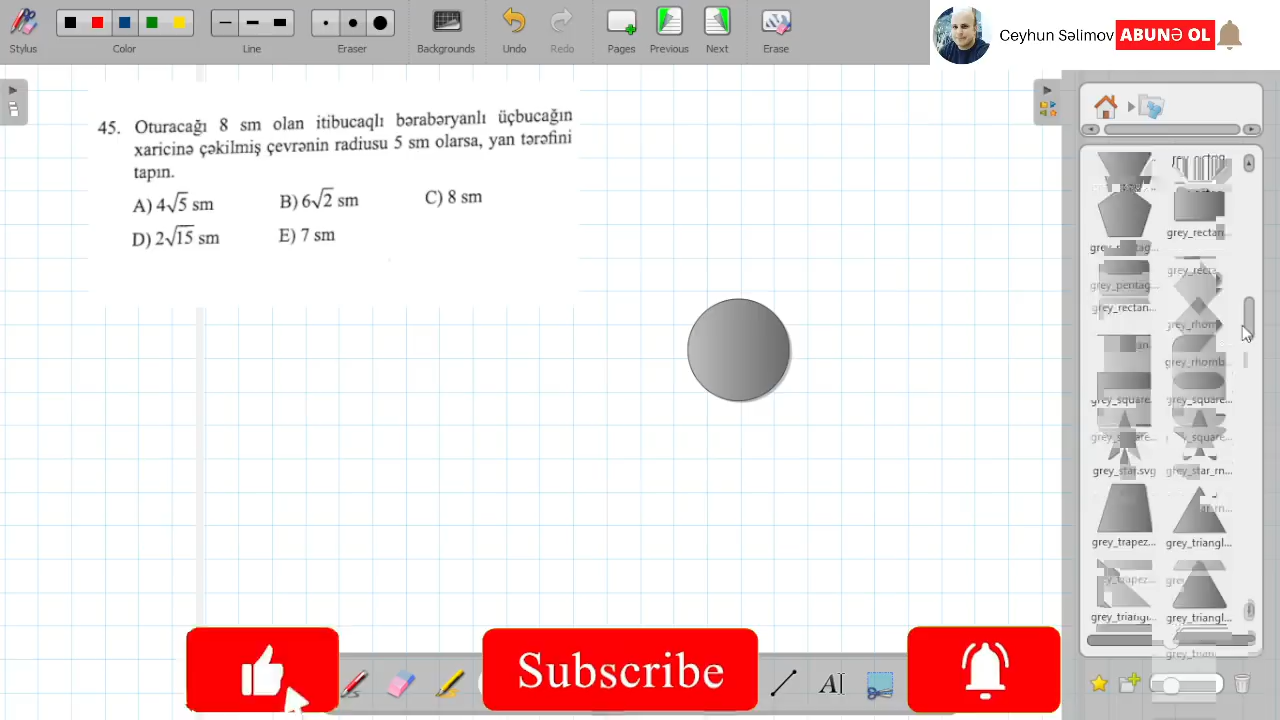 Stylus
Color
Line
Eraser
Backgrounds
Undo
Redo
Pages
Previous
Next
Erase
Ceyhun Səlimov
ABUNƏ OL
45. Oturacağı 8 sm olan itibucaqlı bərabəryanlı üçbucağın
xaricinə çəkilmiş çevrənin radiusu 5 sm olarsa, yan tərəfini
tapın.
A) 4√5 sm B) 6√2 sm C) 8 sm
D) 2√15 sm E) 7 sm
grey_rectan...
grey_pentag...
grey_rectan...
grey_rhomb...
grey_square... grey_square...
grey_star.svg grey_star_rn...
grey_trapez... grey_triangl...
grey_triangl... grey_triangl...
Subscribe
AI